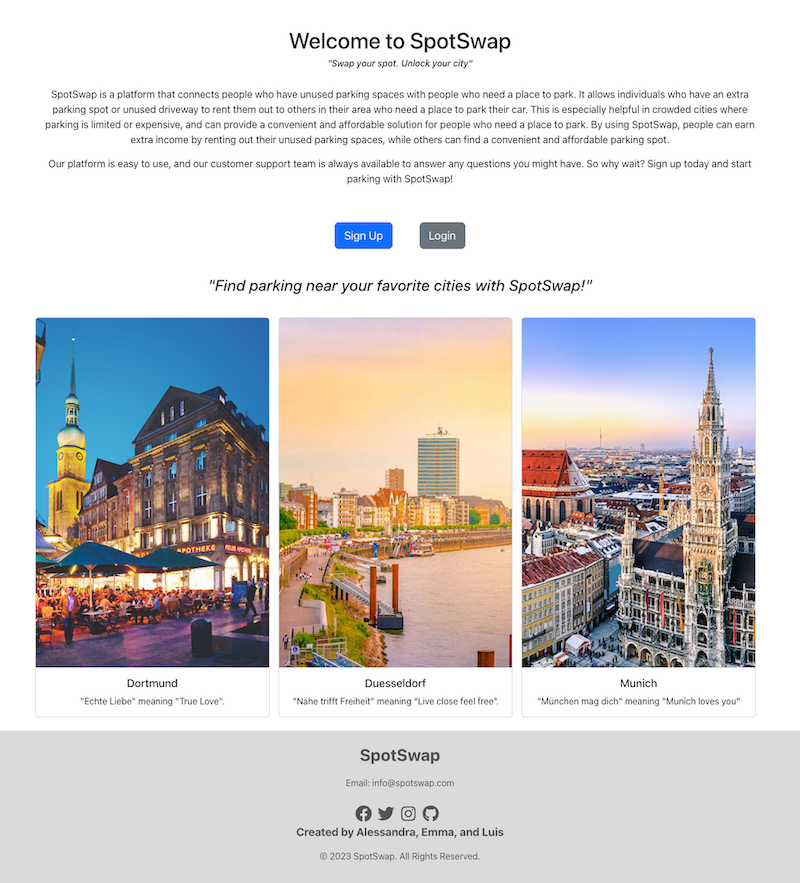 Welcome to SpotSwap
"Swap your spot. Unlock your city"
SpotSwap is a platform that connects people who have unused parking spaces with people who need a place to park. It allows individuals who have an extra
parking spot or unused driveway to rent them out to others in their area who need a place to park their car. This is especially helpful in crowded cities where
parking is limited or expensive, and can provide a convenient and affordable solution for people who need a place to park. By using SpotSwap, people can earn
extra income by renting out their unused parking spaces, while others can find a convenient and affordable parking spot.
Our platform is easy to use, and our customer support team is always available to answer any questions you might have. So why wait? Sign up today and start
parking with SpotSwap!
Sign Up
Login
"Find parking near your favorite cities with SpotSwap!"
APOTHEKE
Dortmund
"Echte Liebe" meaning "True Love".
Duesseldorf
"Nähe trifft Freiheit" meaning "Live close feel free".
Munich
"München mag dich" meaning "Munich loves you"
SpotSwap
Email: info@spotswap.com
Created by Alessandra, Emma, and Luis
© 2023 SpotSwap. All Rights Reserved.